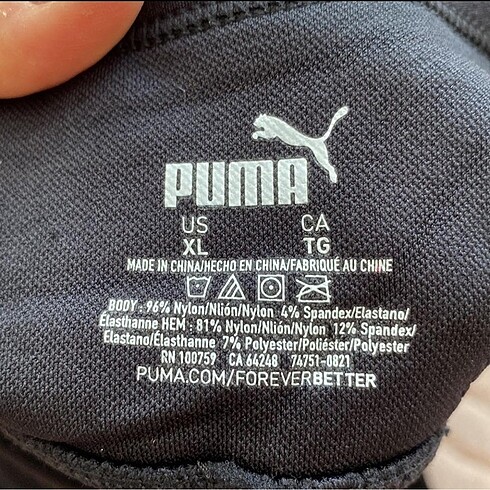 PUMA
US CA
XL TG
MADE IN CHINA/HECHO EN CHINA/FABRIQUÉ AU CHINE
BODY: 96% Nylon/Nlión/Nylon 4% Spandex/Elastano/
Élasthanne HEM: 81% Nylon/Nlión/Nylon 12% Spandex/
Elastano/Élasthanne 7% Polyester/Poliéster/Polyester
RN 100759 CA 64248 74751-0821
PUMA.COM/FOREVERBETTER